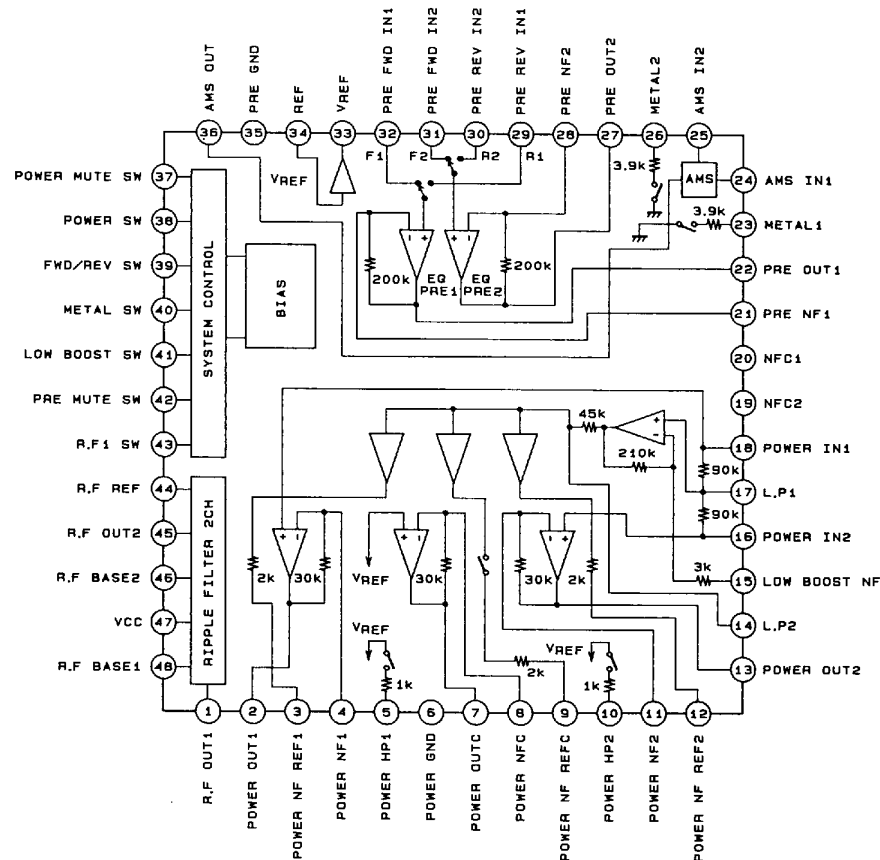 AMS OUT
PRE GND
REF
VREF
PRE FWD IN1
PRE FWD IN2
PRE REV IN2
PRE REV IN1
PRE NF2
PRE OUT2
METAL2
AMS IN2
36
35
34
33
32
31
30
29
28
27
26
25
F1
F2
R2
R1
VREF
3.9k
AMS
3.9k
POWER MUTE SW
37
POWER SW
38
FWD/REV SW
39
METAL SW
40
LOW BOOST SW
41
PRE MUTE SW
42
R.F1 SW
43
R.F REF
44
R.F OUT2
45
R.F BASE2
46
VCC
47
R.F BASE1
48
SYSTEM CONTROL
BIAS
RIPPLE FILTER 2CH
- +
+ -
200k
EQ PRE1
EQ PRE2
200k
24 AMS IN1
23 METAL1
22 PRE OUT1
21 PRE NF1
20 NFC1
19 NFC2
18 POWER IN1
17 L.P1
16 POWER IN2
15 LOW BOOST NF
14 L.P2
13 POWER OUT2
45k
+
-
210k
90k
90k
3k
+ -
+ -
- +
2k
30k
VREF
30k
30k
2k
VREF
1k
2k
VREF
1k
1
2
3
4
5
6
7
8
9
10
11
12
R.F OUT1
POWER OUT1
POWER NF REF1
POWER NF1
POWER HP1
POWER GND
POWER OUTC
POWER NFC
POWER NF REFC
POWER HP2
POWER NF2
POWER NF REF2